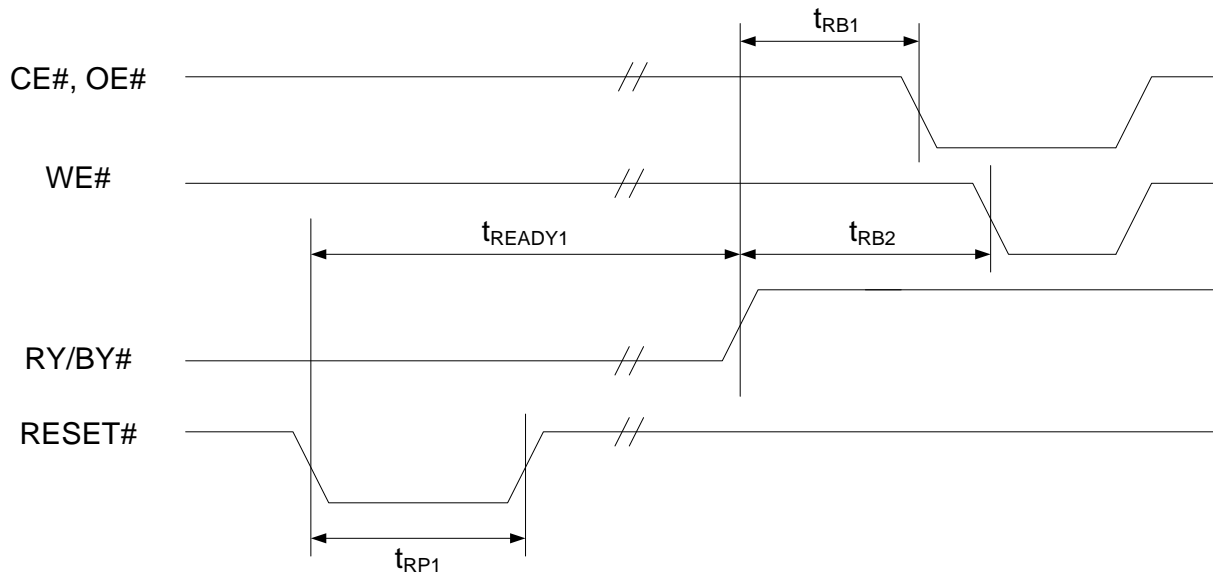 tRB1
CE#, OE#
WE#
tREADY1
tRB2
RY/BY#
RESET#
tRP1